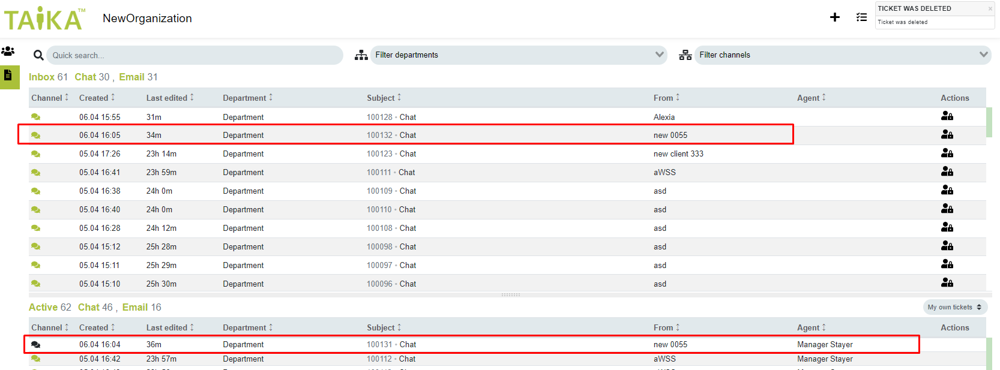 TAiKA™ NewOrganization
TICKET WAS DELETED ×
Ticket was deleted
Quick search... Filter departments Filter channels
Inbox 61 Chat 30 , Email 31
Channel Created Last edited Department Subject From Agent Actions
06.04 15:55 31m Department 100128 • Chat Alexia
06.04 16:05 34m Department 100132 • Chat new 0055
05.04 17:26 23h 14m Department 100123 • Chat new client 333
05.04 16:41 23h 59m Department 100111 • Chat aWSS
05.04 16:38 24h 0m Department 100109 • Chat asd
05.04 16:40 24h 0m Department 100110 • Chat asd
05.04 16:28 24h 12m Department 100108 • Chat asd
05.04 15:12 25h 28m Department 100098 • Chat asd
05.04 15:11 25h 29m Department 100097 • Chat asd
05.04 15:10 25h 30m Department 100096 • Chat asd
Active 62 Chat 46 , Email 16 My own tickets
Channel Created Last edited Department Subject From Agent Actions
06.04 16:04 36m Department 100131 • Chat new 0055 Manager Stayer
05.04 16:42 23h 57m Department 100112 • Chat aWSS Manager Stayer